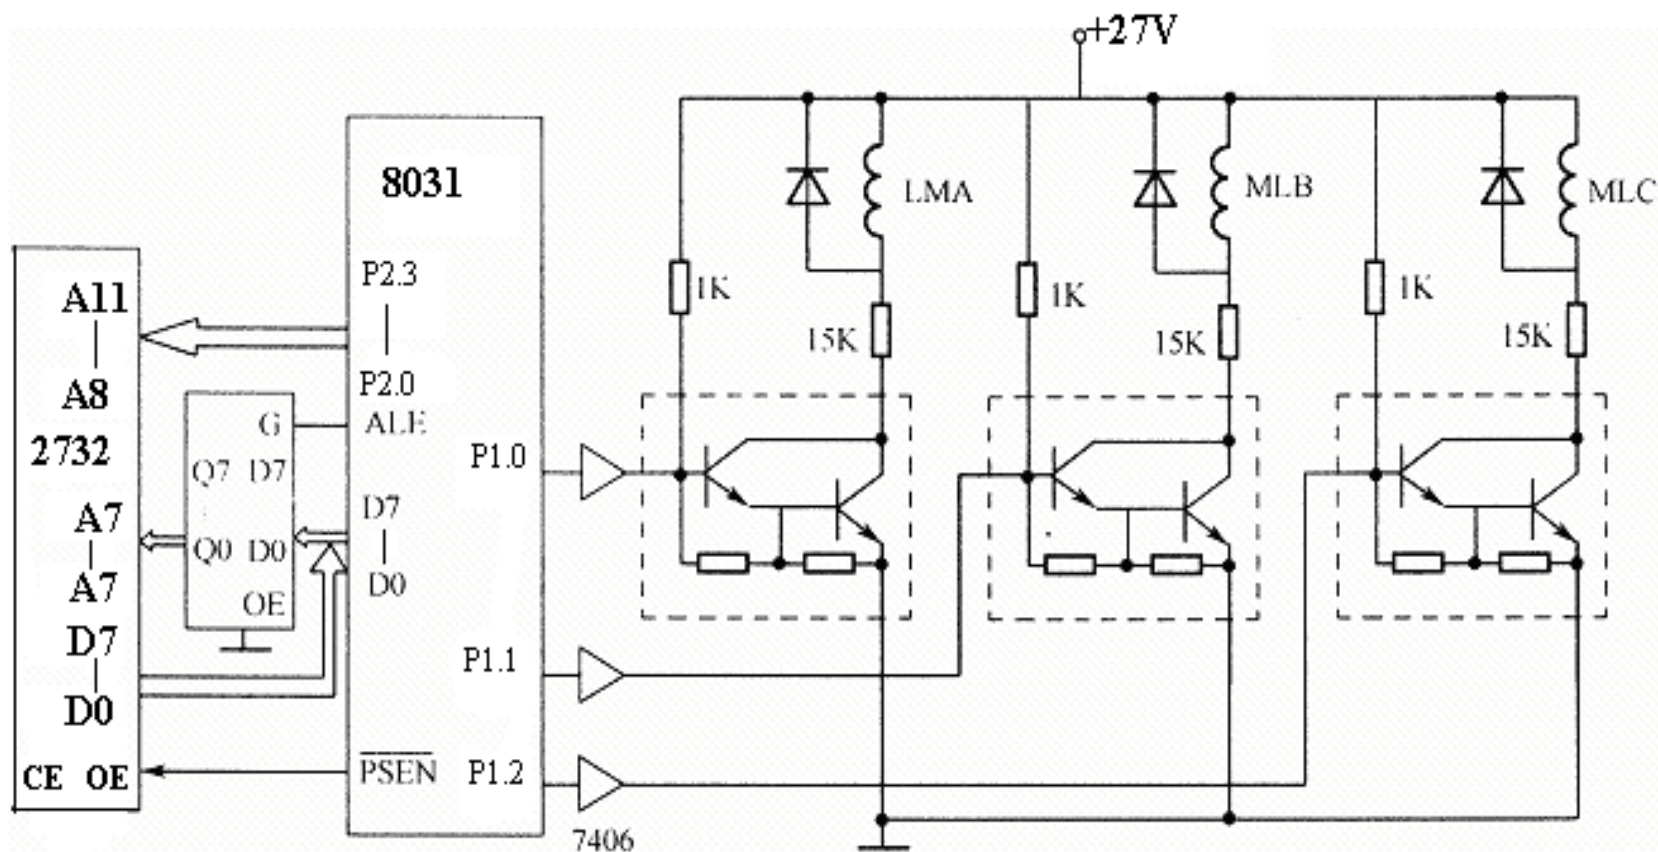 +27V
8031
LMA
MLB
MLC
P2.3
P2.0
ALE
D7
D0
PSEN
P1.0
P1.1
P1.2
7406
A11
A8
2732
A7
A7
D7
D0
CE OE
G
Q7 D7
Q0 D0
OE
1K
15K
1K
15K
1K
15K